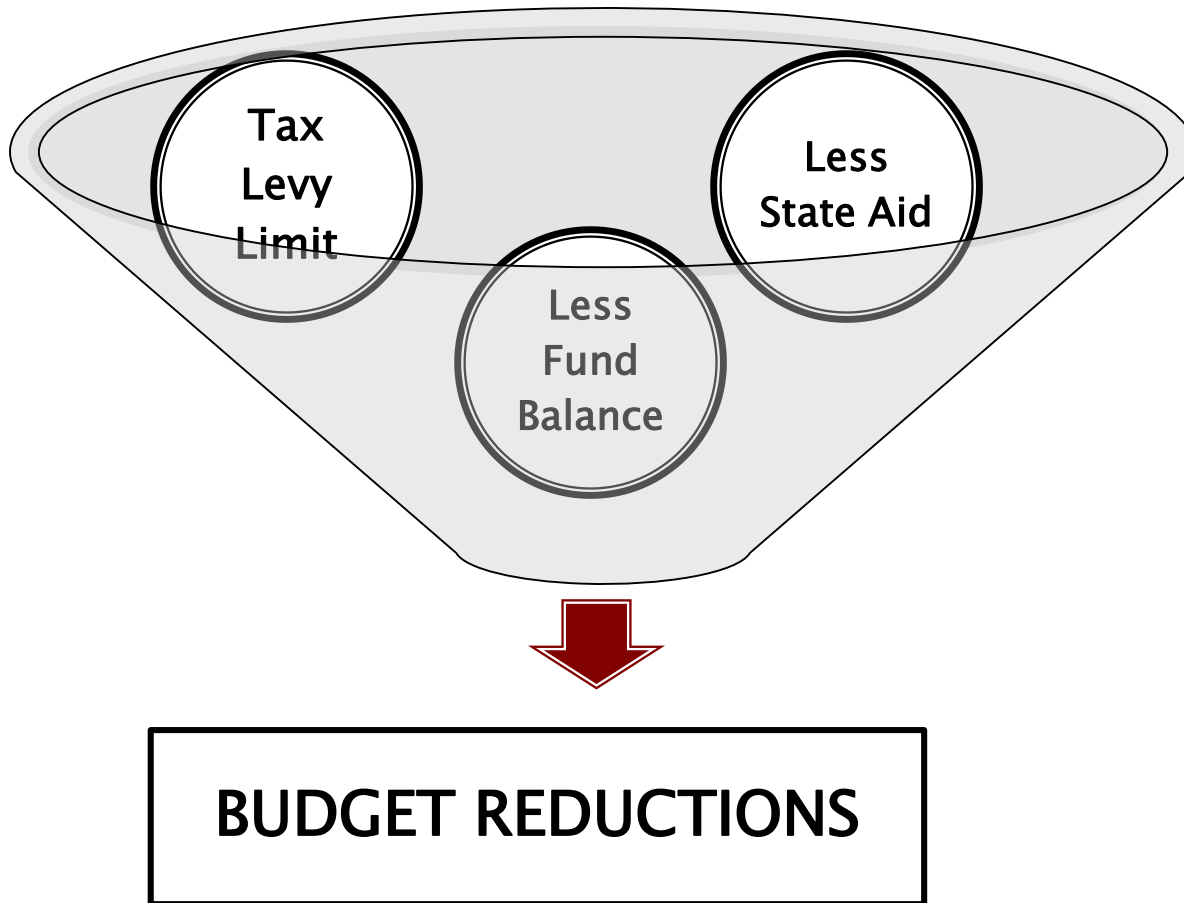 Tax
Levy
Limit
Less
State Aid
Less
Fund
Balance
BUDGET REDUCTIONS